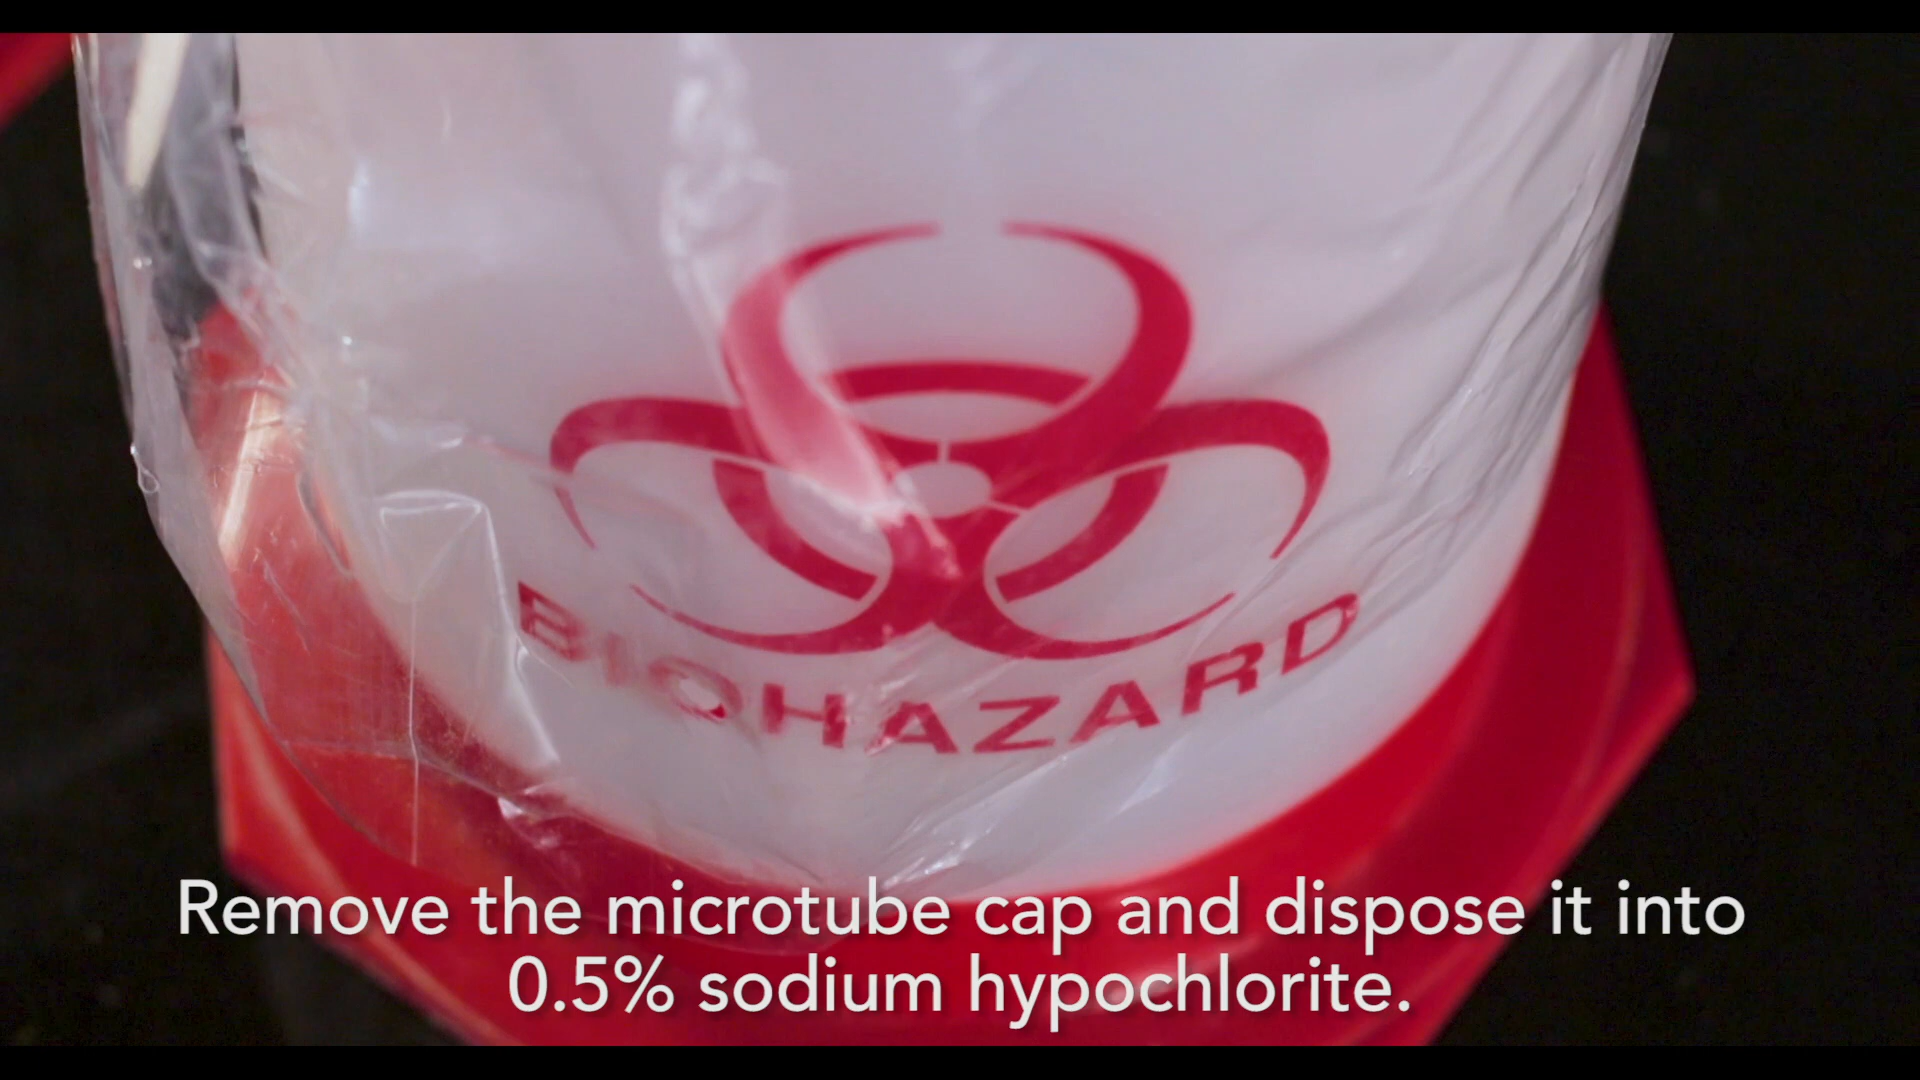 BIOHAZARD
Remove the microtube cap and dispose it into
0.5% sodium hypochlorite.